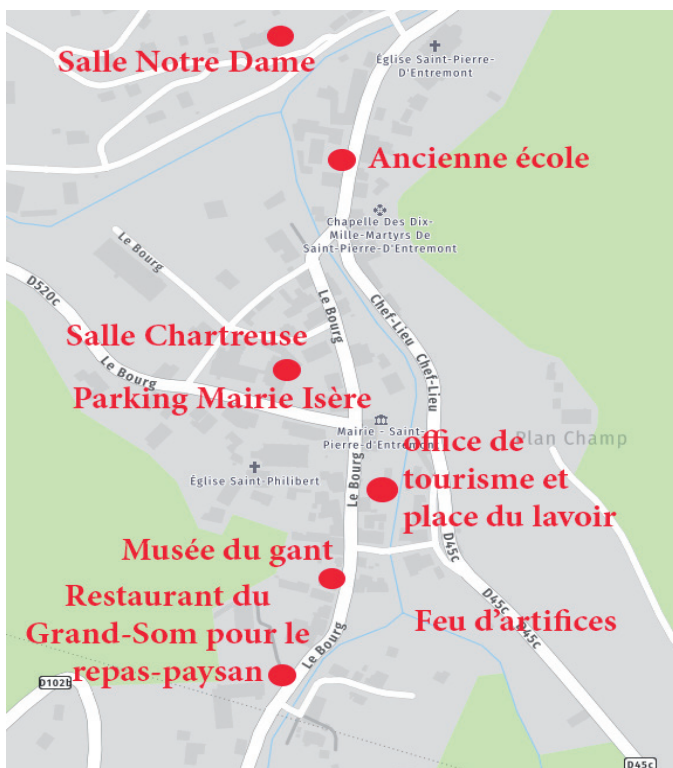 Salle Notre Dame
Église Saint-Pierre-
D'Entremont
Ancienne école
Chapelle Des Dix-
Mille-Martyrs De
Saint-Pierre-D'Entremont
Le Bourg
D520c
Le Bourg
Chef-Lieu
Chef-Lieu
Salle Chartreuse
Le Bourg
Parking Mairie Isère
Mairie - Saint-
Pierre-d'Entremont
Plan Champ
office de
tourisme et
place du lavoir
Église Saint-Philibert
Le Bourg
Musée du gant
D45c
Restaurant du
Grand-Som pour le
repas-paysan
D45c
D45c
Feu d'artifices
Le Bourg
D102b
D45c